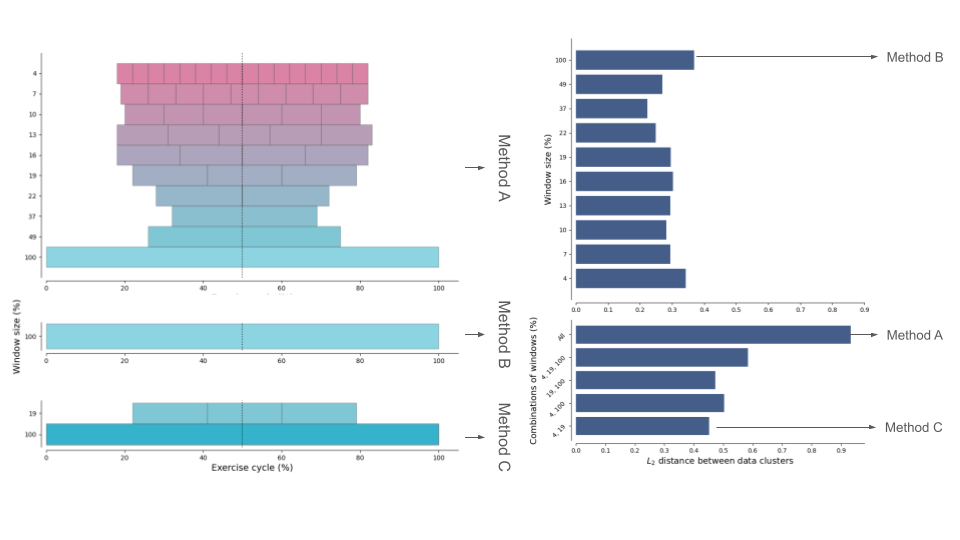 4
7
10
13
16
19
22
37
49
100
0 20 40 60 80 100
Method A
Window size (%)
100
0 20 40 60 80 100
Method B
19
100
0 20 40 60 80 100
Exercise cycle (%)
Method C
100
49
37
22
19
16
13
10
7
4
Window size (%)
0.0 0.1 0.2 0.3 0.4 0.5 0.6 0.7 0.8 0.9
Method B
Combinations of windows (%)
All
4, 19, 100
19, 100
4, 100
4, 19
0.0 0.1 0.2 0.3 0.4 0.5 0.6 0.7 0.8 0.9
L2 distance between data clusters
Method A
Method C